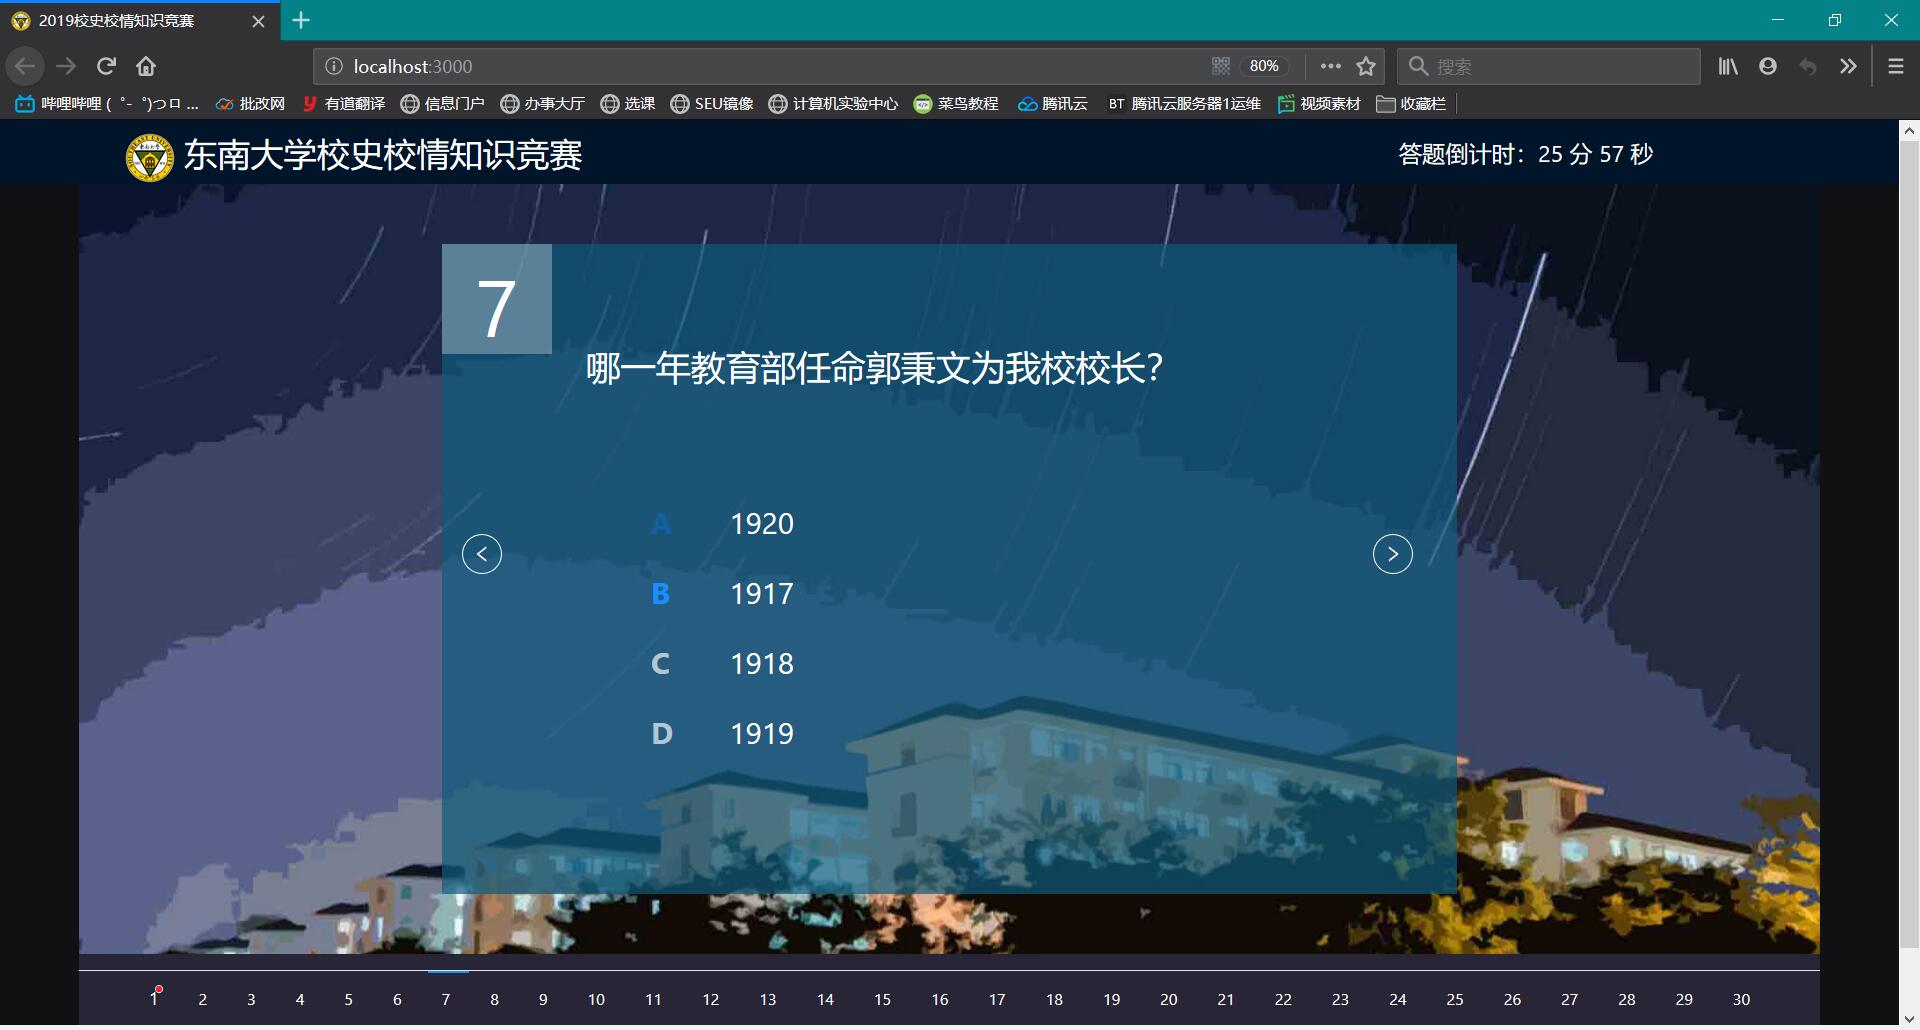 2019校史校情知识竞赛
localhost:3000
80%
搜索
哔哩哔哩 ( ゜- ゜)つロ ...
批改网
有道翻译
信息门户
办事大厅
选课
SEU镜像
计算机实验中心
菜鸟教程
腾讯云
BT 腾讯云服务器1运维
视频素材
收藏栏
东南大学校史校情知识竞赛
答题倒计时：25 分 57 秒
7
哪一年教育部任命郭秉文为我校校长？
A 1920
B 1917
C 1918
D 1919
1 2 3 4 5 6 7 8 9 10 11 12 13 14 15 16 17 18 19 20 21 22 23 24 25 26 27 28 29 30